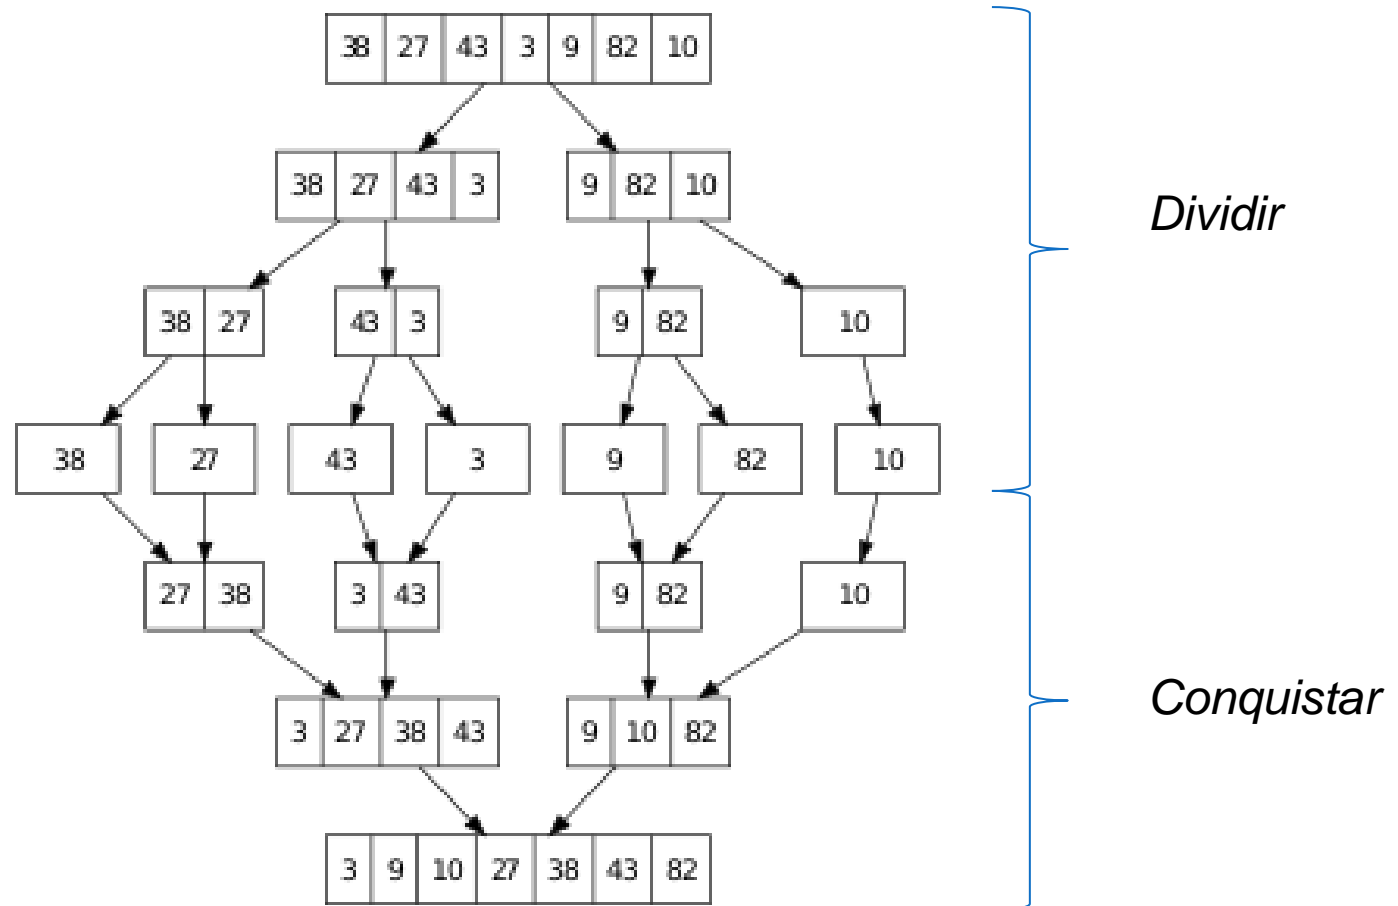 38 27 43 3 9 82 10
38 27 43 3 9 82 10
Dividir
38 27 43 3 9 82 10
38 27 43 3 9 82 10
27 38 3 43 9 82 10
Conquistar
3 27 38 43 9 10 82
3 9 10 27 38 43 82